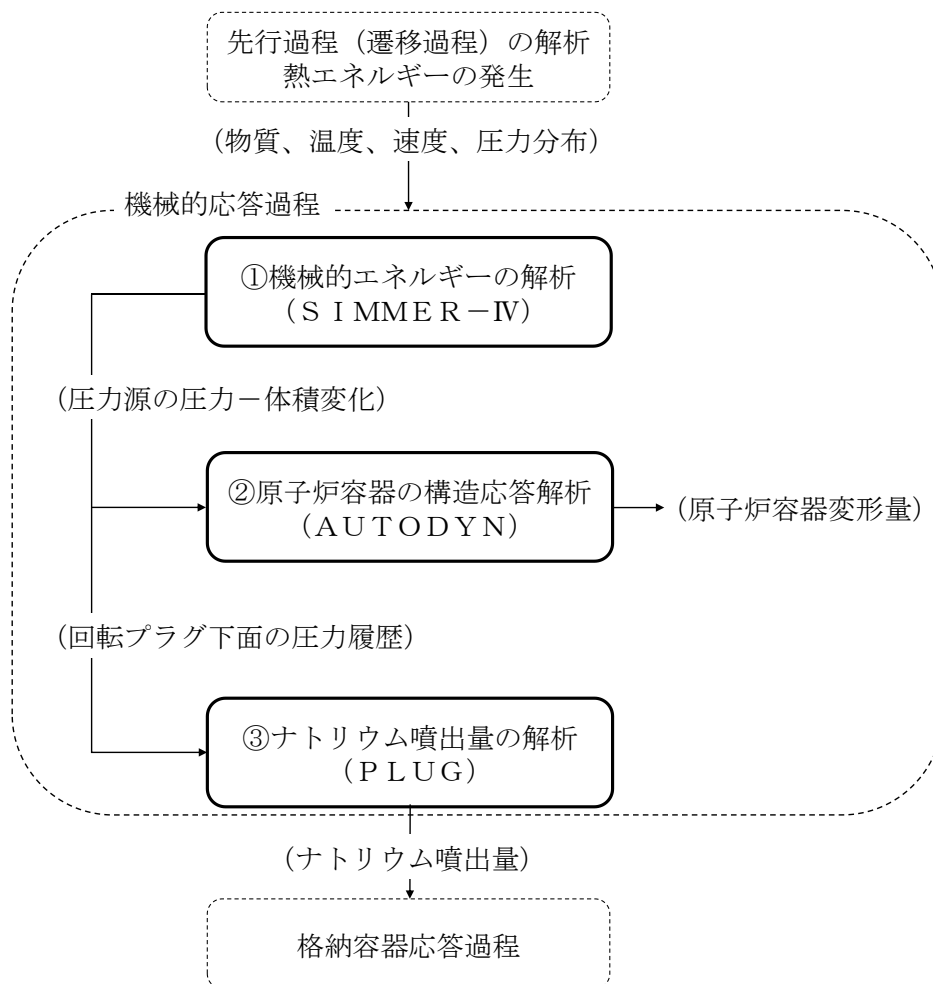 先行過程（遷移過程）の解析
熱エネルギーの発生
（物質、温度、速度、圧力分布）
機械的応答過程
①機械的エネルギーの解析
（ＳＩＭＭＥＲ－Ⅳ）
（圧力源の圧力－体積変化）
②原子炉容器の構造応答解析
（ＡＵＴＯＤＹＮ）
（原子炉容器変形量）
（回転プラグ下面の圧力履歴）
③ナトリウム噴出量の解析
（ＰＬＵＧ）
（ナトリウム噴出量）
格納容器応答過程